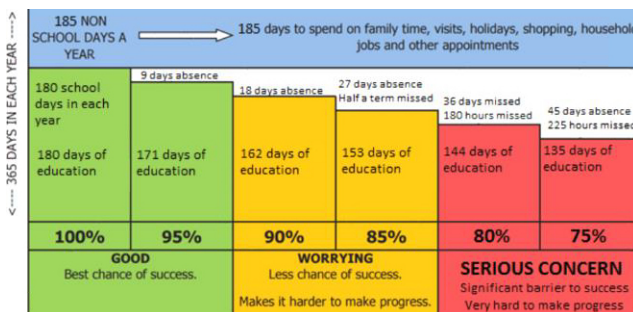 <---- 365 DAYS IN EACH YEAR ---->
185 NON
SCHOOL DAYS A
YEAR
185 days to spend on family time, visits, holidays, shopping, household
jobs and other appointments
180 school
days in each
year
180 days of
education
9 days absence
171 days of
education
18 days absence
162 days of
education
27 days absence
Half a term missed
153 days of
education
36 days missed
180 hours missed
144 days of
education
45 days absence
225 hours missed
135 days of
education
100%
95%
90%
85%
80%
75%
GOOD
Best chance of success.
WORRYING
Less chance of success.
Makes it harder to make progress.
SERIOUS CONCERN
Significant barrier to success
Very hard to make progress